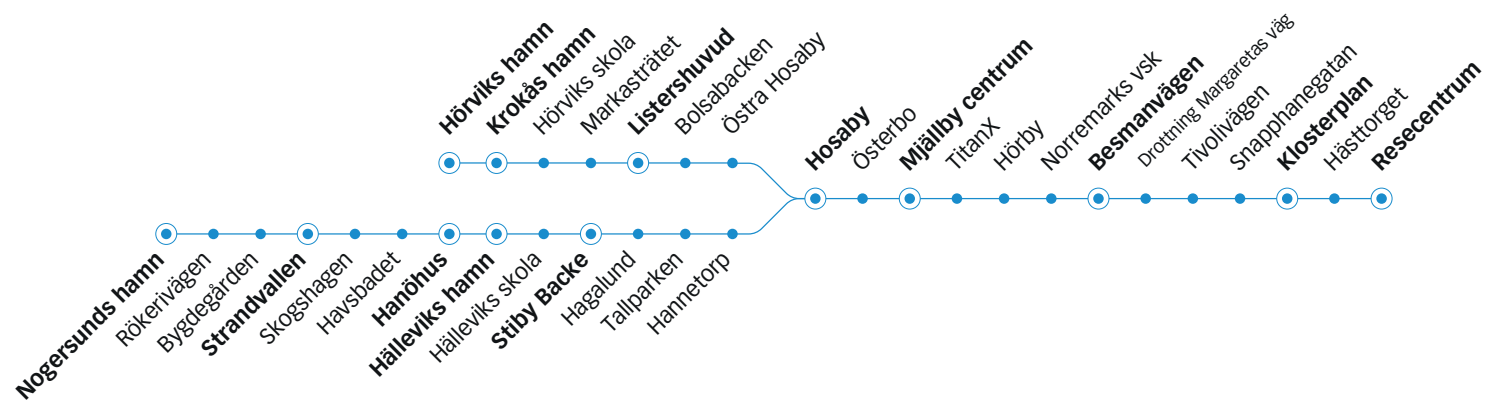 Hörviks hamn
Krokås hamn
Hörviks skola
Markasträtet
Listershuvud
Bolsabacken
Östra Hosaby
Hosaby
Österbo
Mjällby centrum
TitanX
Hörby
Norremarks vsk
Besmanvägen
Drottning Margaretas väg
Tivolivägen
Snapphanegatan
Klosterplan
Hästtorget
Resecentrum
Nogersunds hamn
Rökerivägen
Bygdegården
Strandvallen
Skogshagen
Havsbadet
Hanöhus
Hälleviks hamn
Hälleviks skola
Stiby Backe
Hagalund
Tallparken
Hannetorp